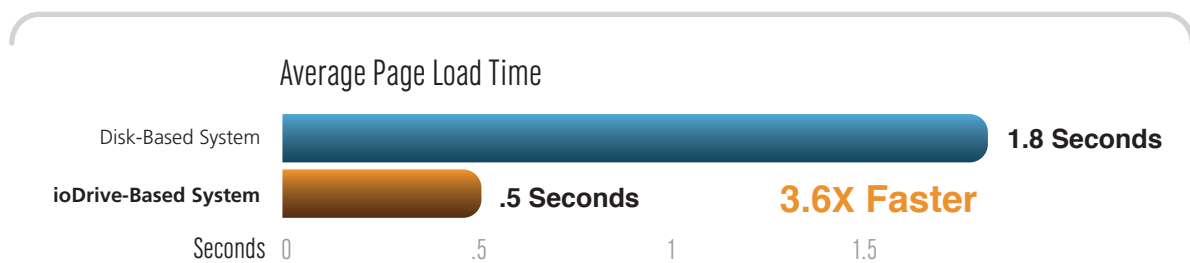 Average Page Load Time
Disk-Based System 1.8 Seconds
ioDrive-Based System .5 Seconds 3.6X Faster
Seconds 0 .5 1 1.5